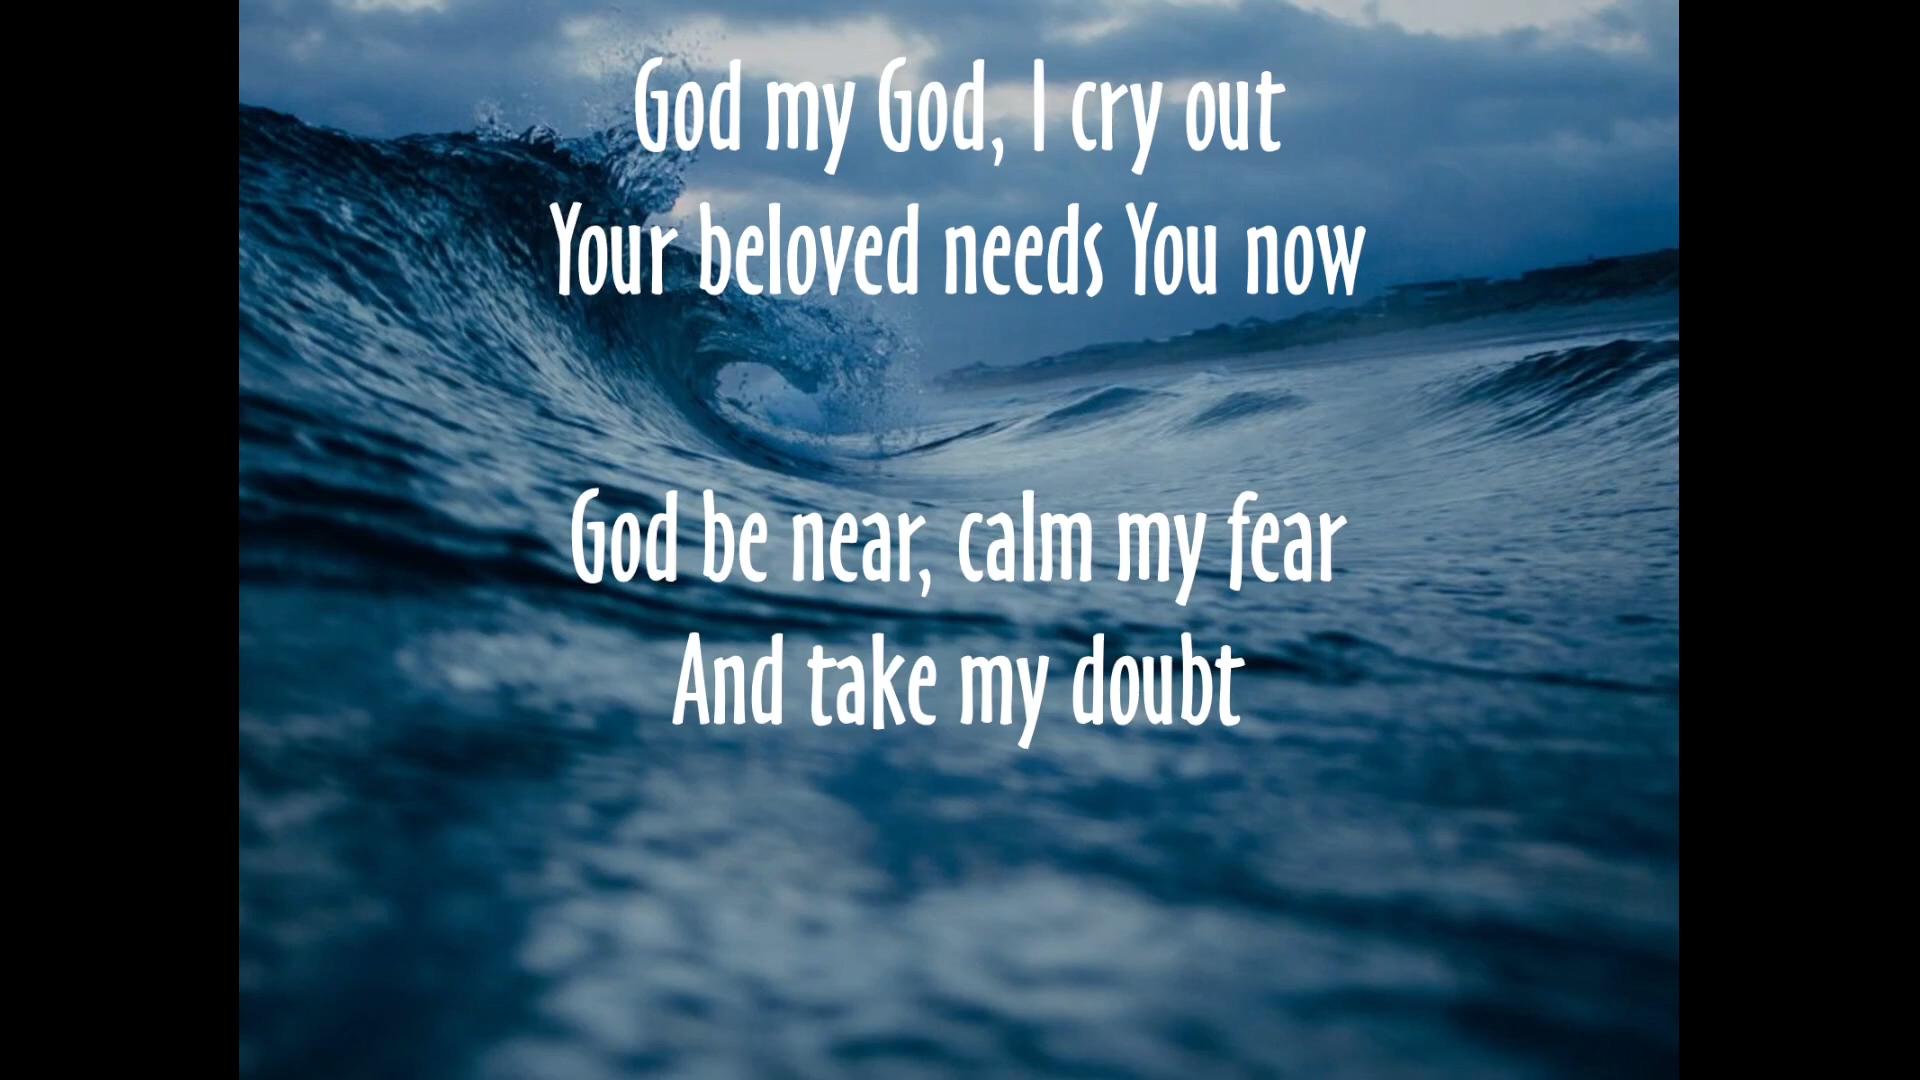 God my God, I cry out
Your beloved needs You now
God be near, calm my fear
And take my doubt